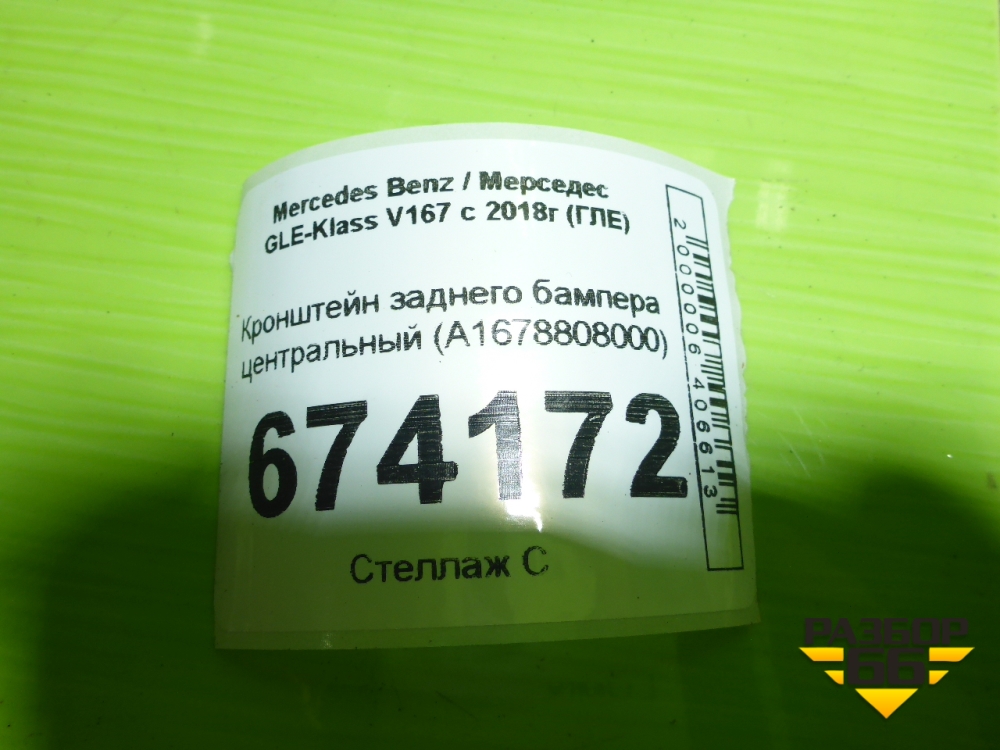 Mercedes Benz / Мерседес
GLE-Klass V167 с 2018г (ГЛЕ)
Кронштейн заднего бампера
центральный (A1678808000)
674172
Стеллаж С
2000006406613
РАЗБОР
66